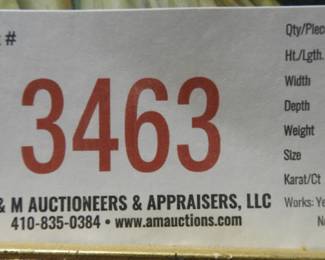 #
3463
& M AUCTIONEERS & APPRAISERS, LLC
410-835-0384 • www.amauctions.com
Qty/Piec
Ht./Lgth.
Width
Depth
Weight
Size
Karat/Ct
Works: Ye